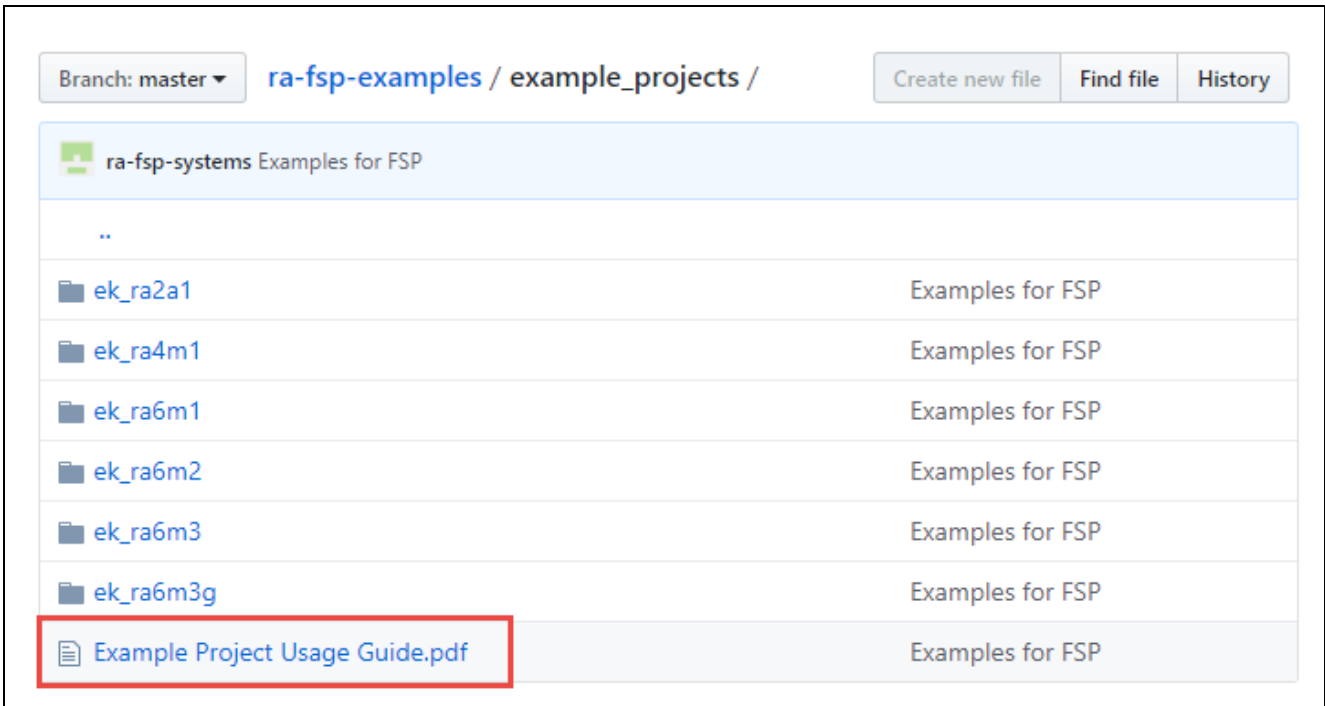 Branch: master ra-fsp-examples / example_projects / Create new file Find file History
ra-fsp-systems Examples for FSP
..
ek_ra2a1 Examples for FSP
ek_ra4m1 Examples for FSP
ek_ra6m1 Examples for FSP
ek_ra6m2 Examples for FSP
ek_ra6m3 Examples for FSP
ek_ra6m3g Examples for FSP
Example Project Usage Guide.pdf Examples for FSP